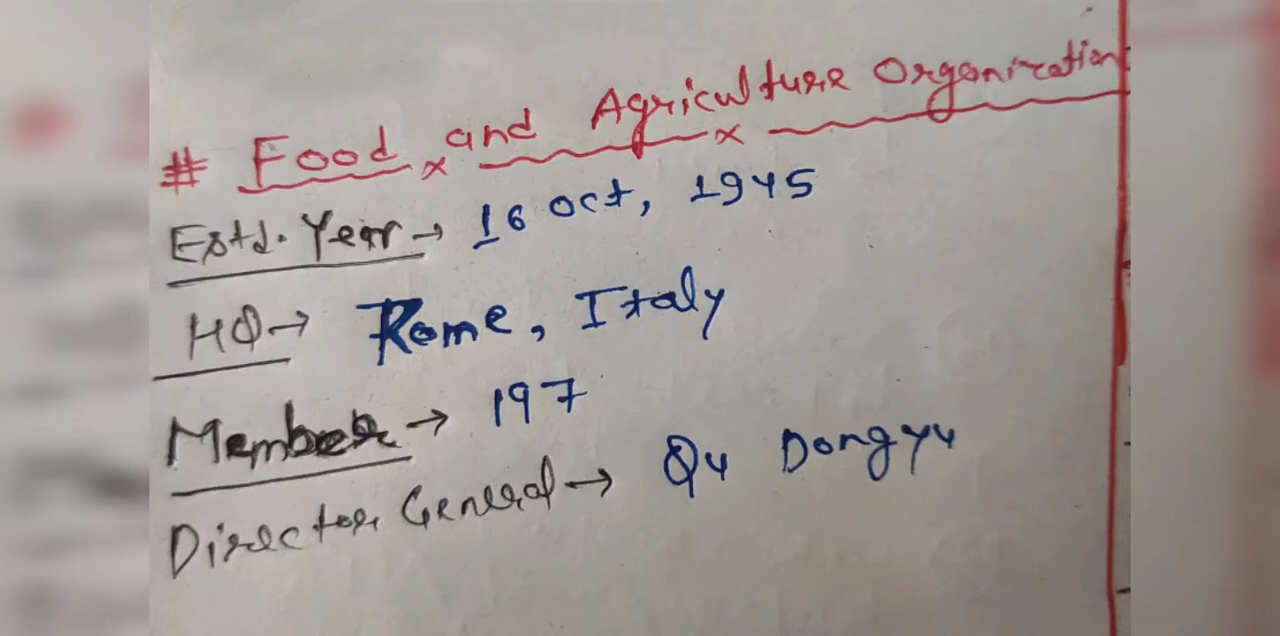 # Food and Agriculture Organization
Estd. Year → 16 Oct, 1945
HQ → Rome, Italy
Member → 197
Director General → Qu Dongyu